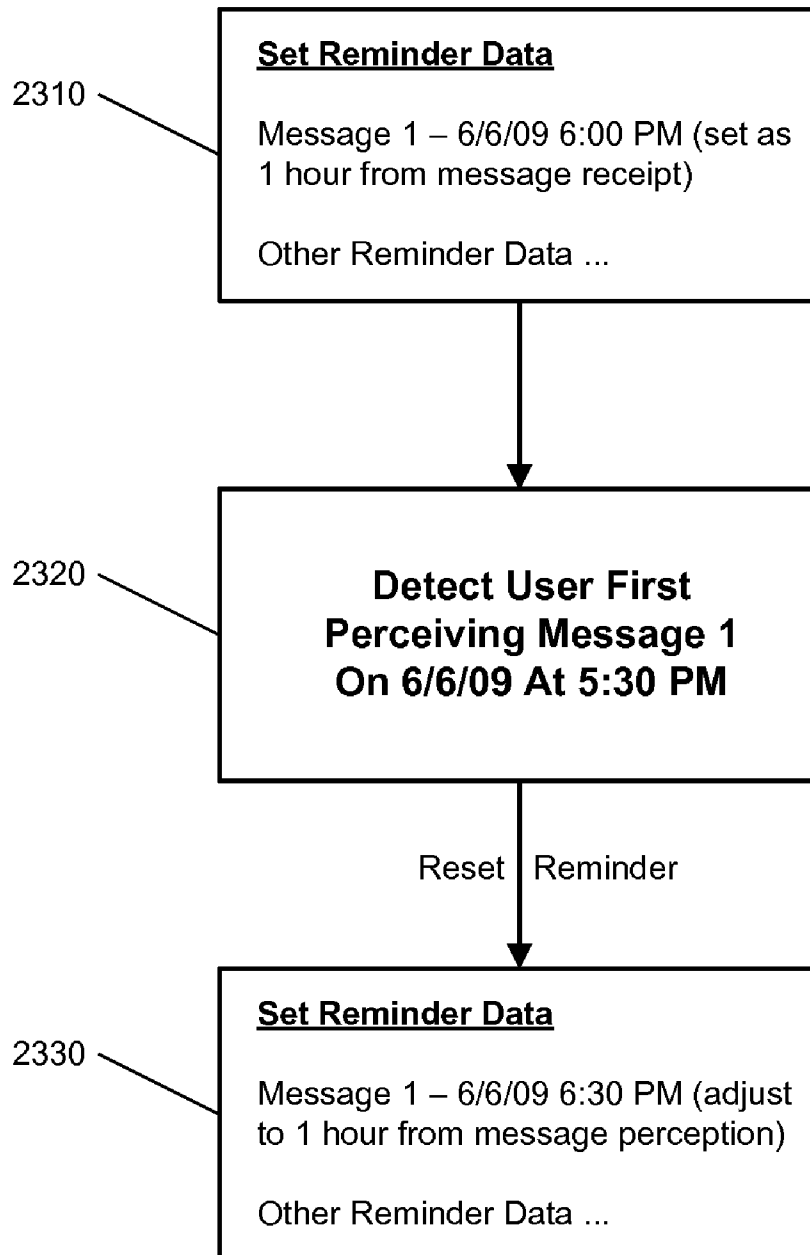 2310
Set Reminder Data
Message 1 – 6/6/09 6:00 PM (set as
1 hour from message receipt)
Other Reminder Data ...
2320
Detect User First
Perceiving Message 1
On 6/6/09 At 5:30 PM
Reset Reminder
2330
Set Reminder Data
Message 1 – 6/6/09 6:30 PM (adjust
to 1 hour from message perception)
Other Reminder Data ...